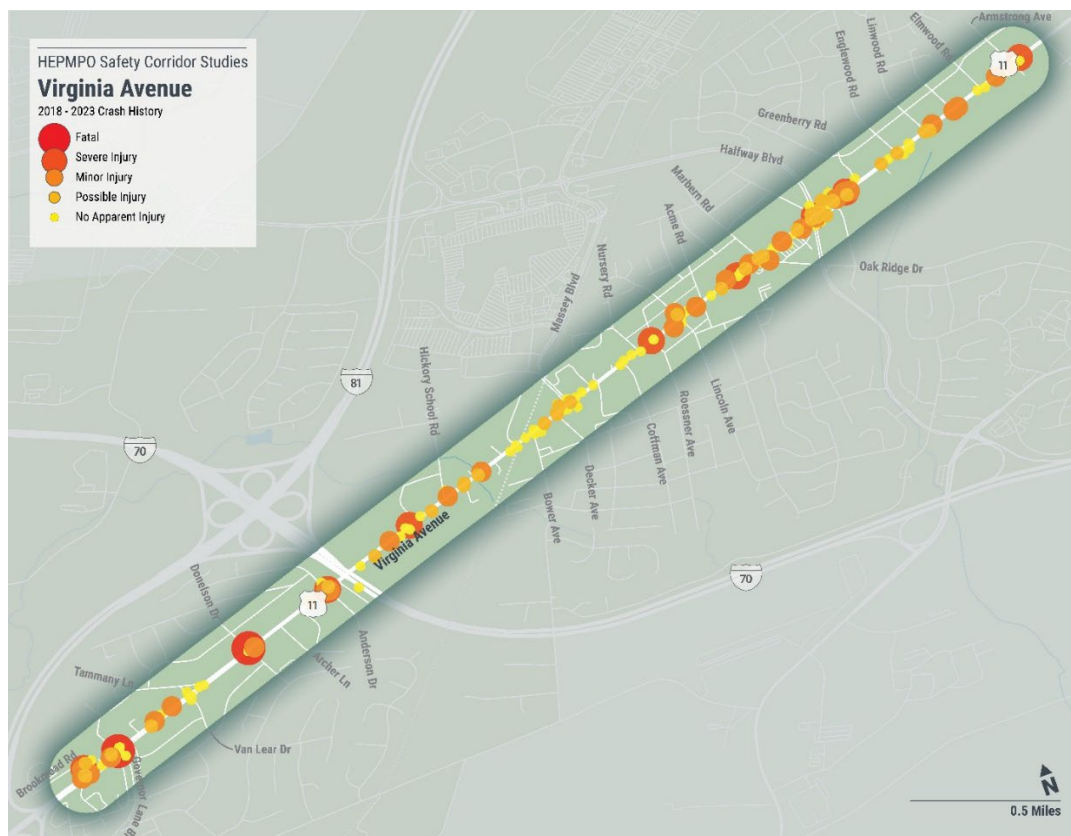 HEPMPO Safety Corridor Studies
Virginia Avenue
2018 - 2023 Crash History
Fatal
Severe Injury
Minor Injury
Possible Injury
No Apparent Injury
Armstrong Ave
Elmwood Rd
Linwood Rd
Englewood Rd
11
Greenberry Rd
Halfway Blvd
Marbern Rd
Acme Rd
Nursery Rd
Massey Blvd
Oak Ridge Dr
Hickory School Rd
81
70
Lincoln Ave
Roessner Ave
Coffman Ave
Decker Ave
Bower Ave
Virginia Avenue
70
Donelson Dr
11
Anderson Dr
Archer Ln
Tammany Ln
Van Lear Dr
Brookmead Rd
Governor Lane
N
0.5 Miles